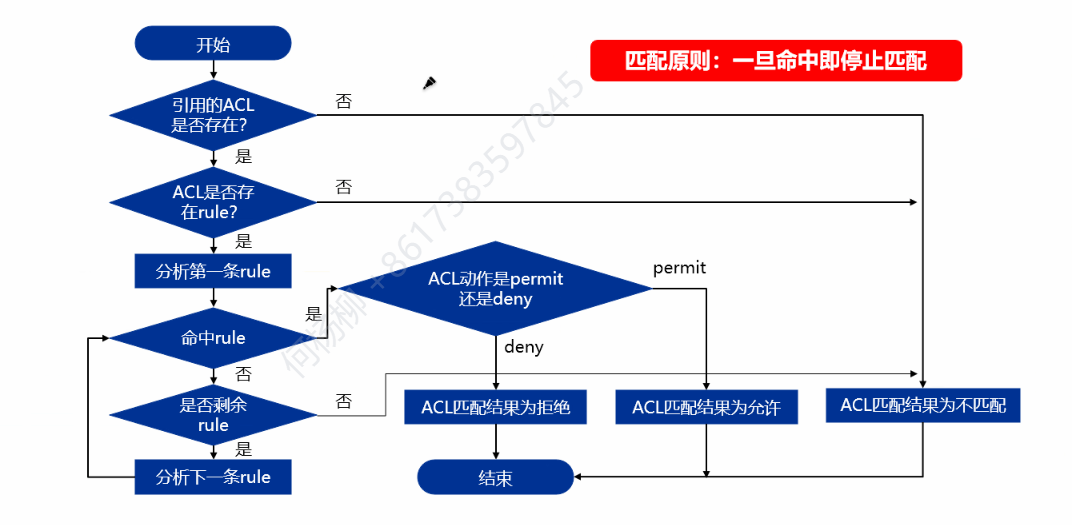 开始
匹配原则：一旦命中即停止匹配
引用的ACL
是否存在？
否
是
ACL是否存
在rule？
否
是
分析第一条rule
ACL动作是permit
还是deny
permit
是
命中rule
deny
否
是否剩余
rule
否
ACL匹配结果为拒绝
ACL匹配结果为允许
ACL匹配结果为不匹配
是
分析下一条rule
结束
何杨柳 +8617383597845